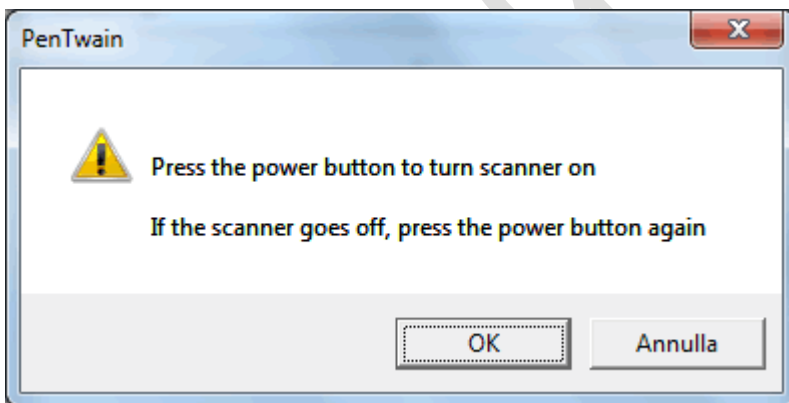 PenTwain
Press the power button to turn scanner on
If the scanner goes off, press the power button again
OK
Annulla